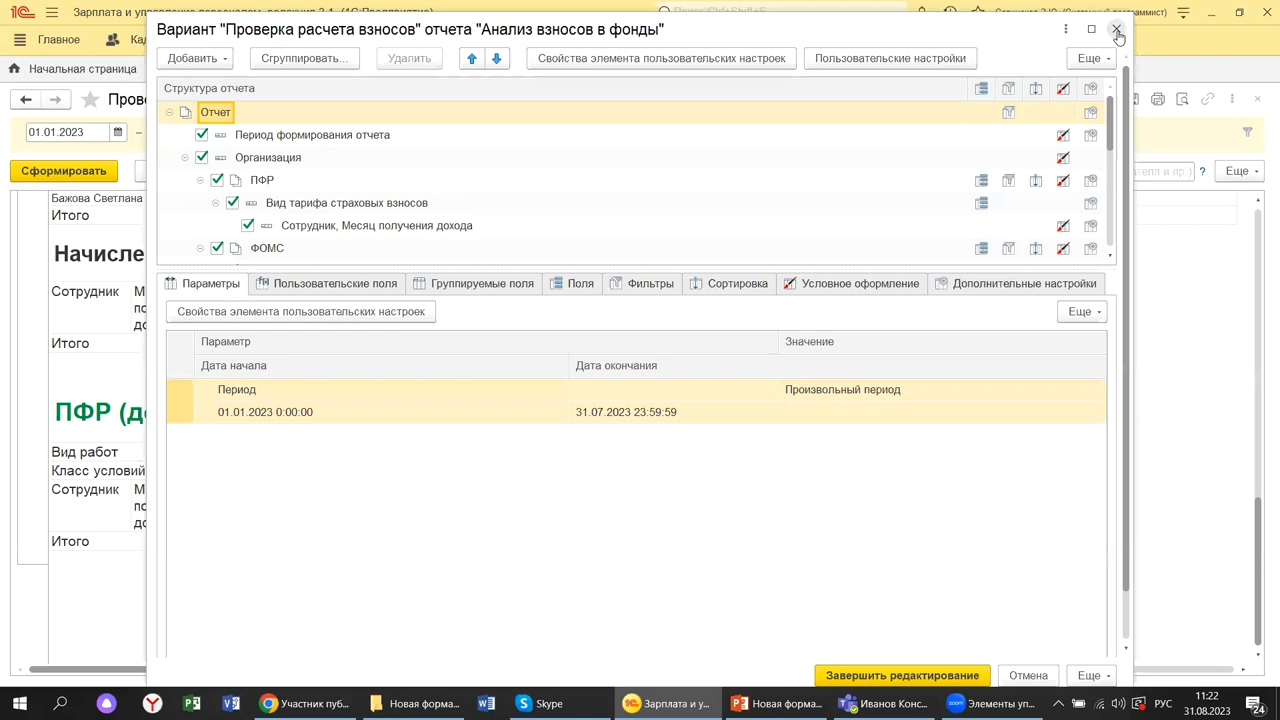 Зарплата и управление персоналом, редакция 3.1 (1С:Предприятие)
Поиск Ctrl+Shift+F
Вариант "Проверка расчета взносов" отчета "Анализ взносов в фонды"
Главное
Добавить
Сгруппировать...
Удалить
Свойства элемента пользовательских настроек
Пользовательские настройки
Еще
Начальная страница
Структура отчета
Отчет
01.01.2023
–
Период формирования отчета
Организация
Сформировать
ПФР
Еще
?
Бажова Светлана
Вид тарифа страховых взносов
Итого
Сотрудник, Месяц получения дохода
ФОМС
Параметры
Пользовательские поля
Группируемые поля
Поля
Фильтры
Сортировка
Условное оформление
Дополнительные настройки
Сотрудник
Свойства элемента пользовательских настроек
Еще
Итого
Параметр
Значение
Дата начала
Дата окончания
Период
Произвольный период
01.01.2023 0:00:00
31.07.2023 23:59:59
ПФР (д
Вид работ
Класс условий
Сотрудник
Итого
Завершить редактирование
Отмена
Еще
Участник пуб...
Новая форма...
Skype
Зарплата и у...
Новая форма...
Иванов Конс...
Элементы уп...
РУС
11:22
31.08.2023
24